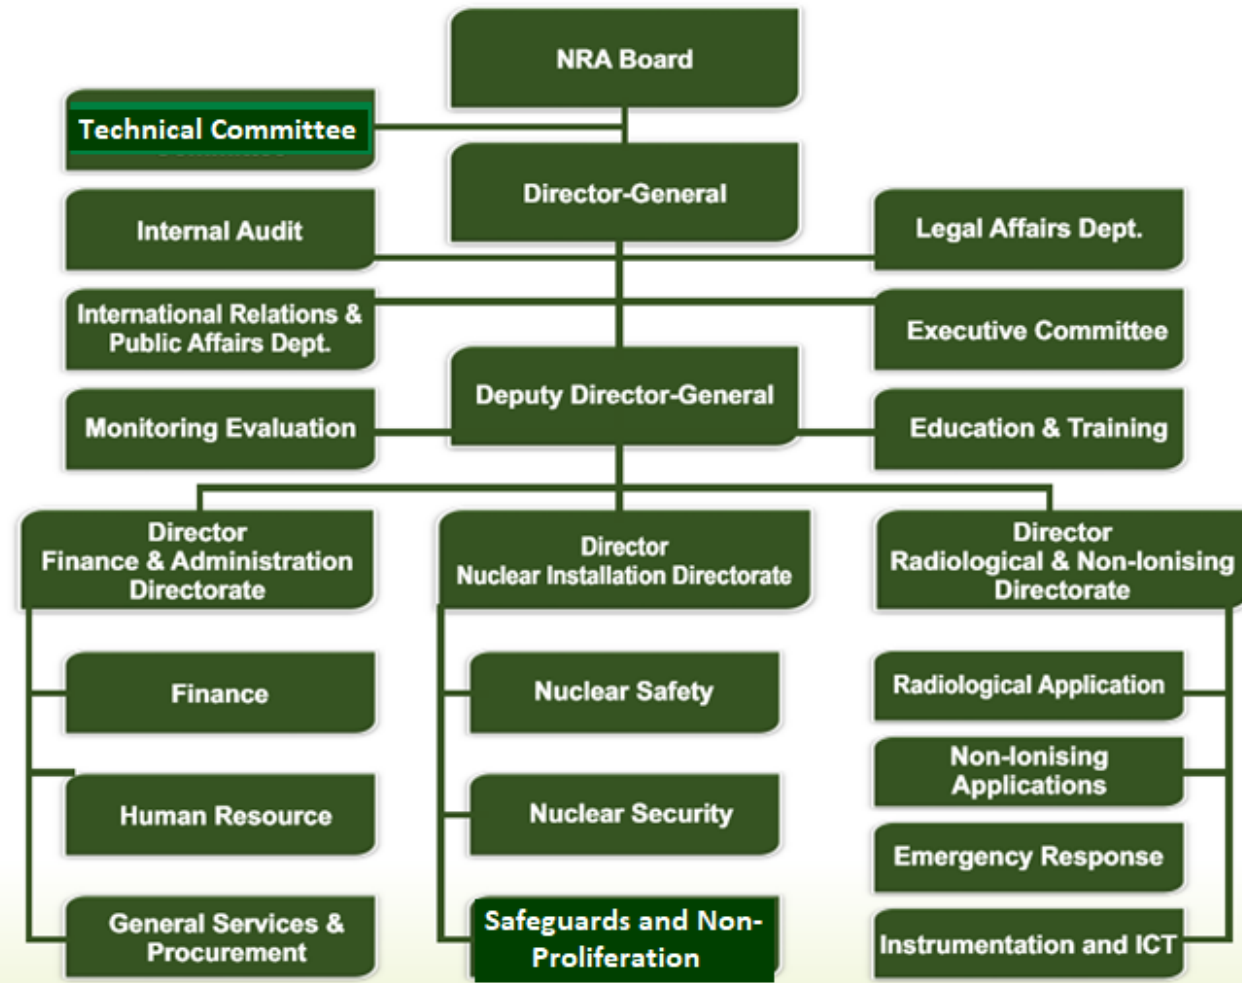 NRA Board
Technical Committee
Director-General
Internal Audit
Legal Affairs Dept.
International Relations &
Public Affairs Dept.
Executive Committee
Deputy Director-General
Monitoring Evaluation
Education & Training
Director
Finance & Administration
Directorate
Director
Nuclear Installation Directorate
Director
Radiological & Non-Ionising
Directorate
Finance
Nuclear Safety
Radiological Application
Non-Ionising
Applications
Human Resource
Nuclear Security
Emergency Response
General Services &
Procurement
Safeguards and Non-
Proliferation
Instrumentation and ICT